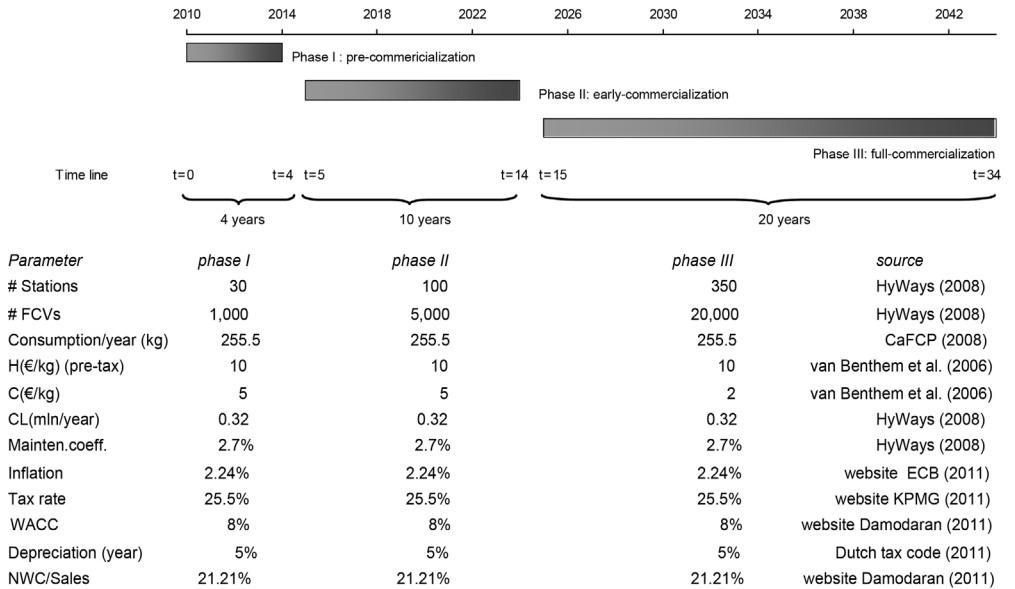 2010 2014 2018 2022 2026 2030 2034 2038 2042
Phase I : pre-commericialization
Phase II: early-commercialization
Phase III: full-commercialization
Time line t=0 t=4 t=5 t=14 t=15 t=34
4 years 10 years 20 years
Parameter phase I phase II phase III source
# Stations 30 100 350 HyWays (2008)
# FCVs 1,000 5,000 20,000 HyWays (2008)
Consumption/year (kg) 255.5 255.5 255.5 CaFCP (2008)
H(€/kg) (pre-tax) 10 10 10 van Benthem et al. (2006)
C(€/kg) 5 5 2 van Benthem et al. (2006)
CL(mln/year) 0.32 0.32 0.32 HyWays (2008)
Mainten.coeff. 2.7% 2.7% 2.7% HyWays (2008)
Inflation 2.24% 2.24% 2.24% website ECB (2011)
Tax rate 25.5% 25.5% 25.5% website KPMG (2011)
WACC 8% 8% 8% website Damodaran (2011)
Depreciation (year) 5% 5% 5% Dutch tax code (2011)
NWC/Sales 21.21% 21.21% 21.21% website Damodaran (2011)